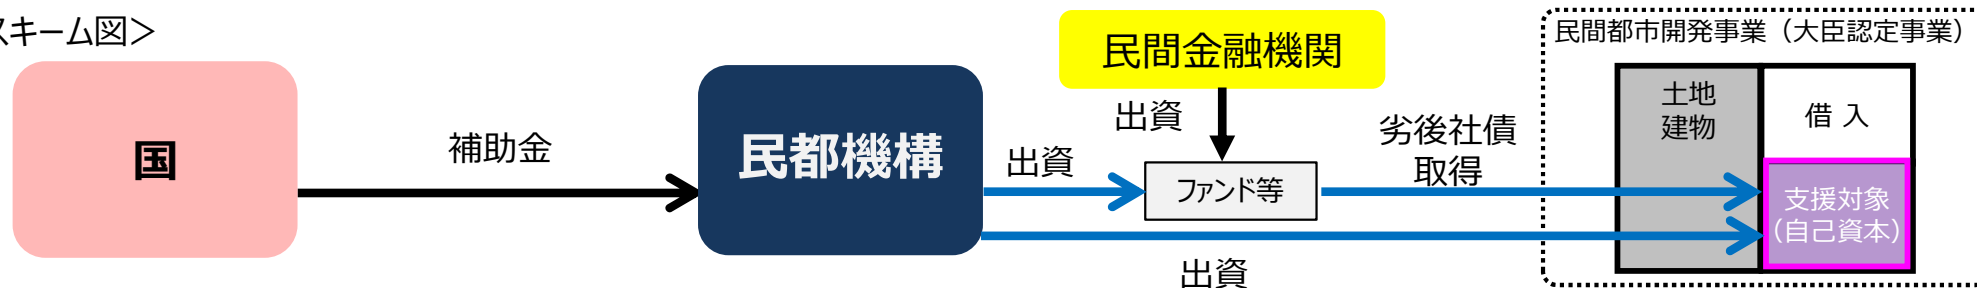 スキーム図＞
国
補助金
民都機構
民間金融機関
出資
出資
ファンド等
劣後社債
取得
出資
民間都市開発事業（大臣認定事業）
土地
建物
借 入
支援対象
（自己資本）